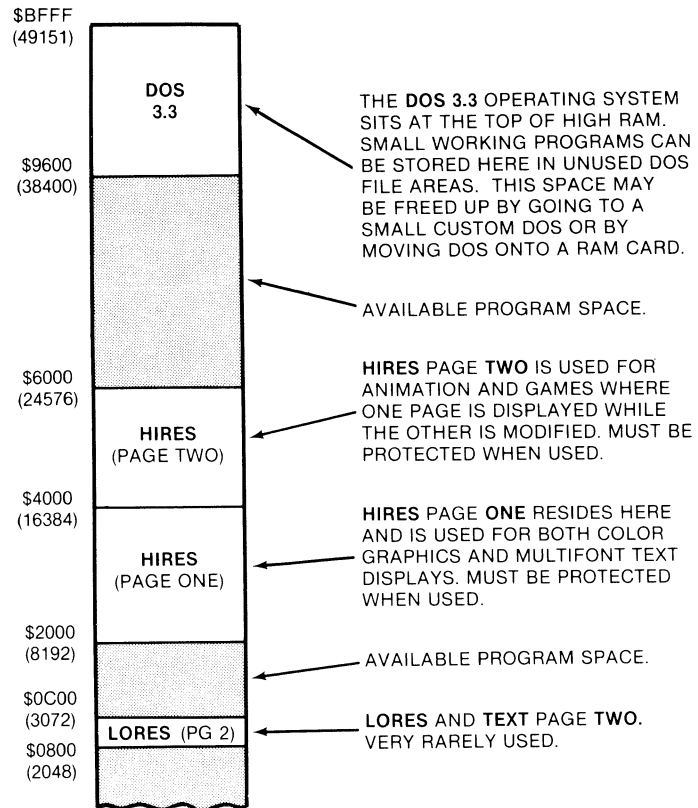 $BFFF
(49151)
DOS
3.3
THE DOS 3.3 OPERATING SYSTEM
SITS AT THE TOP OF HIGH RAM.
SMALL WORKING PROGRAMS CAN
BE STORED HERE IN UNUSED DOS
FILE AREAS. THIS SPACE MAY
BE FREED UP BY GOING TO A
SMALL CUSTOM DOS OR BY
MOVING DOS ONTO A RAM CARD.
$9600
(38400)
AVAILABLE PROGRAM SPACE.
$6000
(24576)
HIRES PAGE TWO IS USED FOR
ANIMATION AND GAMES WHERE
ONE PAGE IS DISPLAYED WHILE
THE OTHER IS MODIFIED. MUST BE
PROTECTED WHEN USED.
HIRES
(PAGE TWO)
$4000
(16384)
HIRES PAGE ONE RESIDES HERE
AND IS USED FOR BOTH COLOR
GRAPHICS AND MULTIFONT TEXT
DISPLAYS. MUST BE PROTECTED
WHEN USED.
HIRES
(PAGE ONE)
$2000
(8192)
AVAILABLE PROGRAM SPACE.
$0C00
(3072)
LORES (PG 2)
LORES AND TEXT PAGE TWO.
VERY RARELY USED.
$0800
(2048)